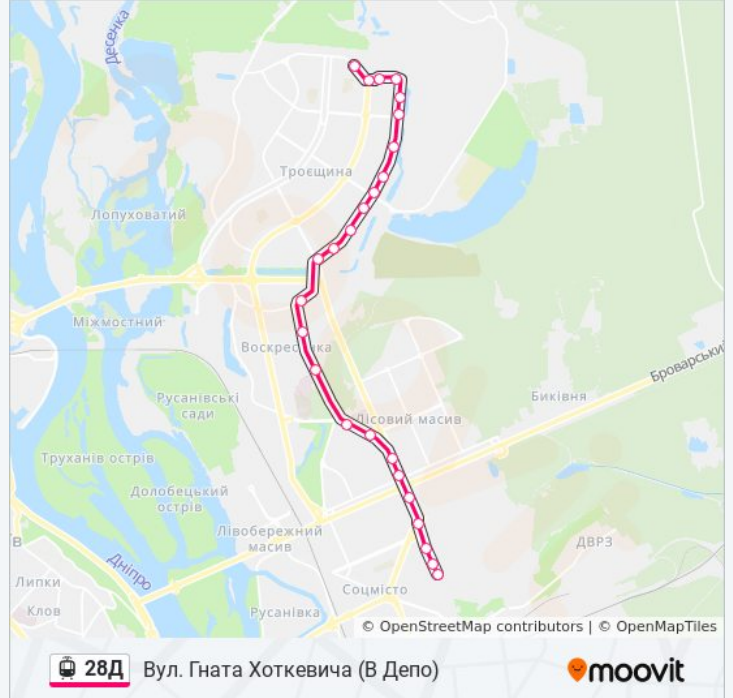 Десенка
Троєщина
Лопуховатий
Міжмостний
Воскресенка
Броварський
Русанівські
сади
Лісовий масив
Биківня
Труханів острів
Долобецький
острів
Лівобережний
масив
ДВРЗ
Дніпро
Липки
Клов
Соцмісто
Русанівка
© OpenStreetMap contributors | © OpenMapTiles
28Д Вул. Гната Хоткевича (В Депо)
moovit